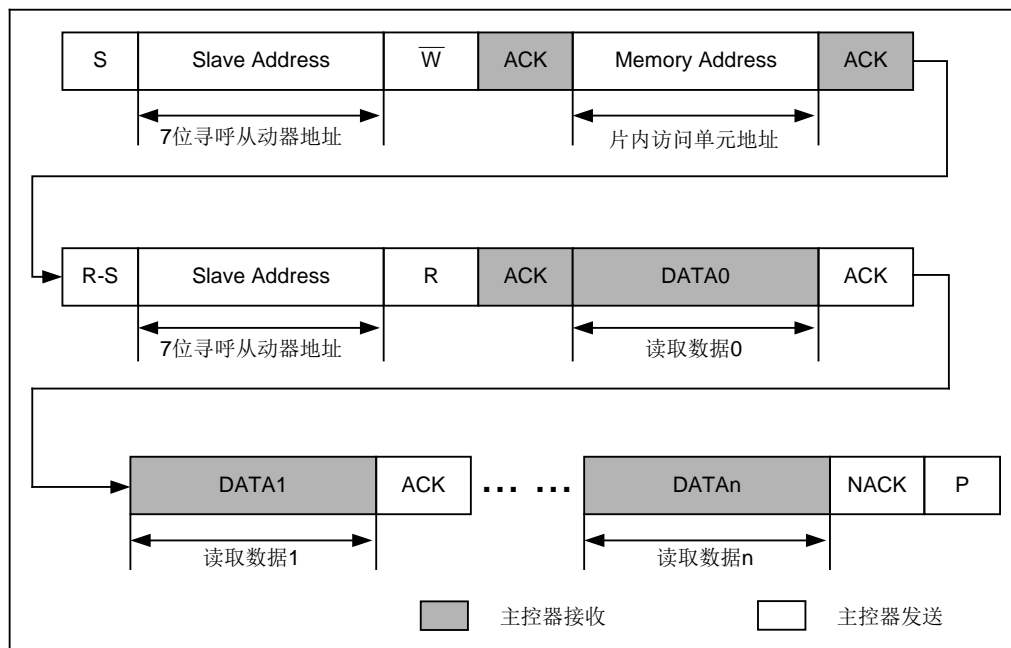 S Slave Address W̅ ACK Memory Address ACK
7位寻呼从动器地址 片内访问单元地址
R-S Slave Address R ACK DATA0 ACK
7位寻呼从动器地址 读取数据0
DATA1 ACK ... ... DATAn NACK P
读取数据1 读取数据n
主控器接收 主控器发送